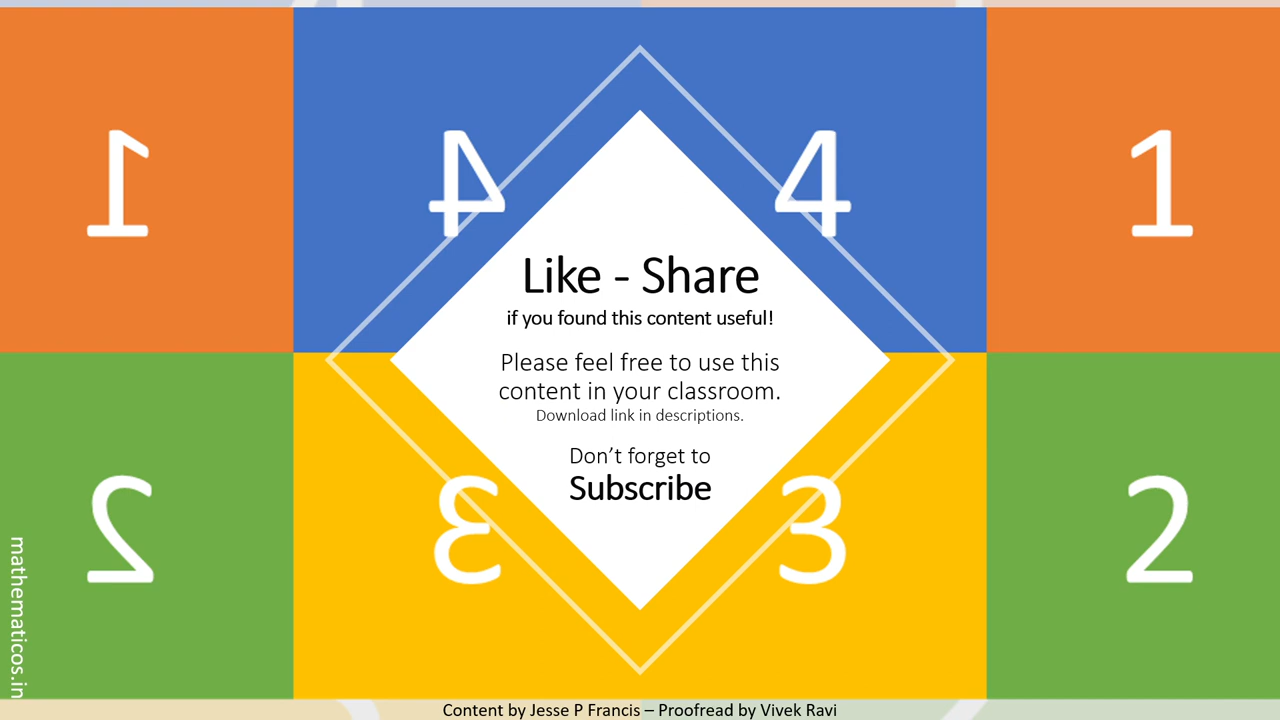 1 4 4 1
Like - Share
if you found this content useful!
Please feel free to use this
content in your classroom.
Download link in descriptions.
Don’t forget to
Subscribe
2 3 3 2
mathematicos.in
Content by Jesse P Francis – Proofread by Vivek Ravi